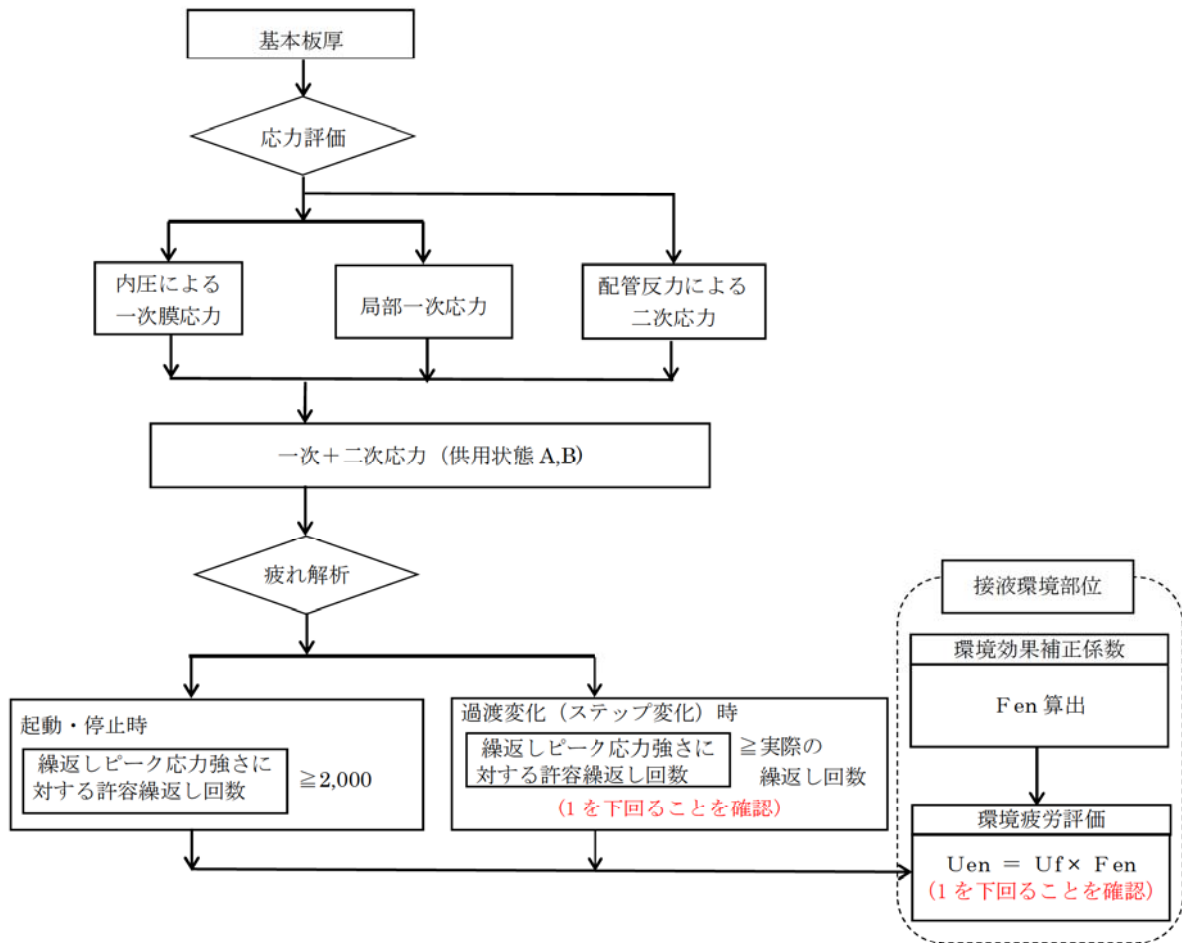 基本板厚
応力評価
内圧による
一次膜応力
局部一次応力
配管反力による
二次応力
一次＋二次応力（供用状態 A,B)
疲れ解析
起動・停止時
繰返しピーク応力強さに
対する許容繰返し回数
≧2,000
過渡変化（ステップ変化）時
繰返しピーク応力強さに
対する許容繰返し回数
≧実際の
繰返し回数
（1 を下回ることを確認）
接液環境部位
環境効果補正係数
Ｆen 算出
環境疲労評価
Uen ＝ Uf× Ｆen
（1 を下回ることを確認）